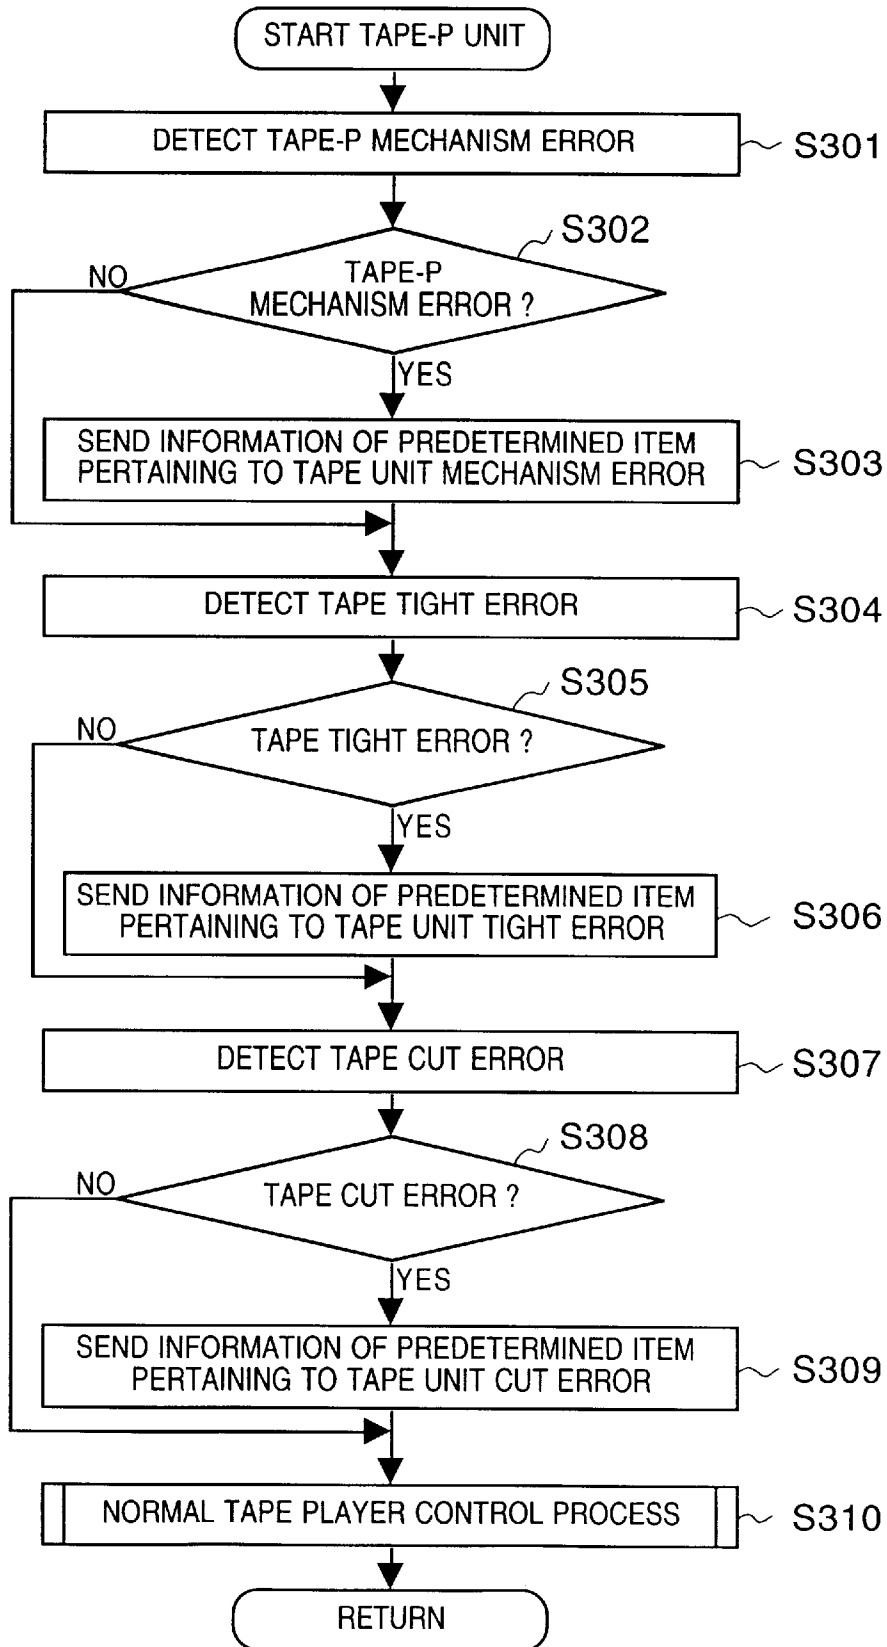 START TAPE-P UNIT
DETECT TAPE-P MECHANISM ERROR
S301
S302
NO
TAPE-P
MECHANISM ERROR ?
YES
SEND INFORMATION OF PREDETERMINED ITEM
PERTAINING TO TAPE UNIT MECHANISM ERROR
S303
DETECT TAPE TIGHT ERROR
S304
S305
NO
TAPE TIGHT ERROR ?
YES
SEND INFORMATION OF PREDETERMINED ITEM
PERTAINING TO TAPE UNIT TIGHT ERROR
S306
DETECT TAPE CUT ERROR
S307
S308
NO
TAPE CUT ERROR ?
YES
SEND INFORMATION OF PREDETERMINED ITEM
PERTAINING TO TAPE UNIT CUT ERROR
S309
NORMAL TAPE PLAYER CONTROL PROCESS
S310
RETURN